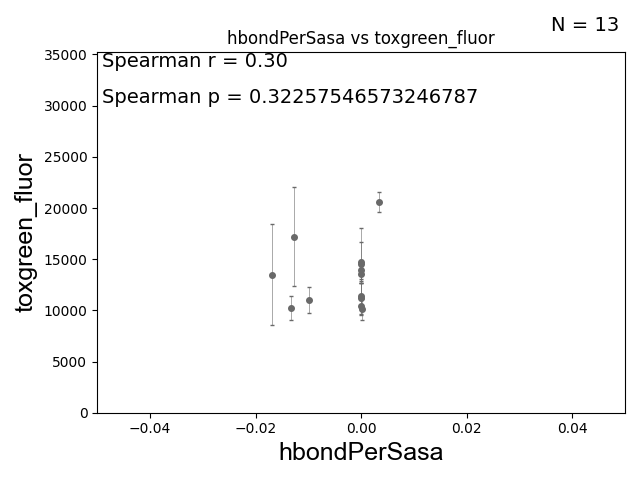 N = 13
hbondPerSasa vs toxgreen_fluor
Spearman r = 0.30
Spearman p = 0.32257546573246787
35000
30000
25000
20000
15000
10000
5000
0
toxgreen_fluor
−0.04
−0.02
0.00
0.02
0.04
hbondPerSasa